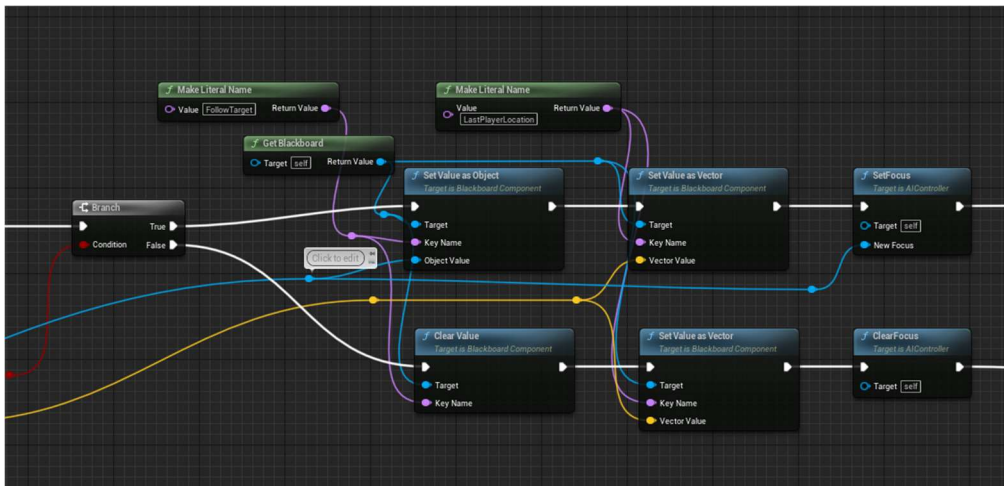 Make Literal Name
Value FollowTarget Return Value
Make Literal Name
Value Return Value
LastPlayerLocation
Get Blackboard
Target self Return Value
Branch
True
Condition False
Click to edit
Set Value as Object
Target is Blackboard Component
Target
Key Name
Object Value
Set Value as Vector
Target is Blackboard Component
Target
Key Name
Vector Value
SetFocus
Target is AIController
Target self
New Focus
Clear Value
Target is Blackboard Component
Target
Key Name
Set Value as Vector
Target is Blackboard Component
Target
Key Name
Vector Value
ClearFocus
Target is AIController
Target self